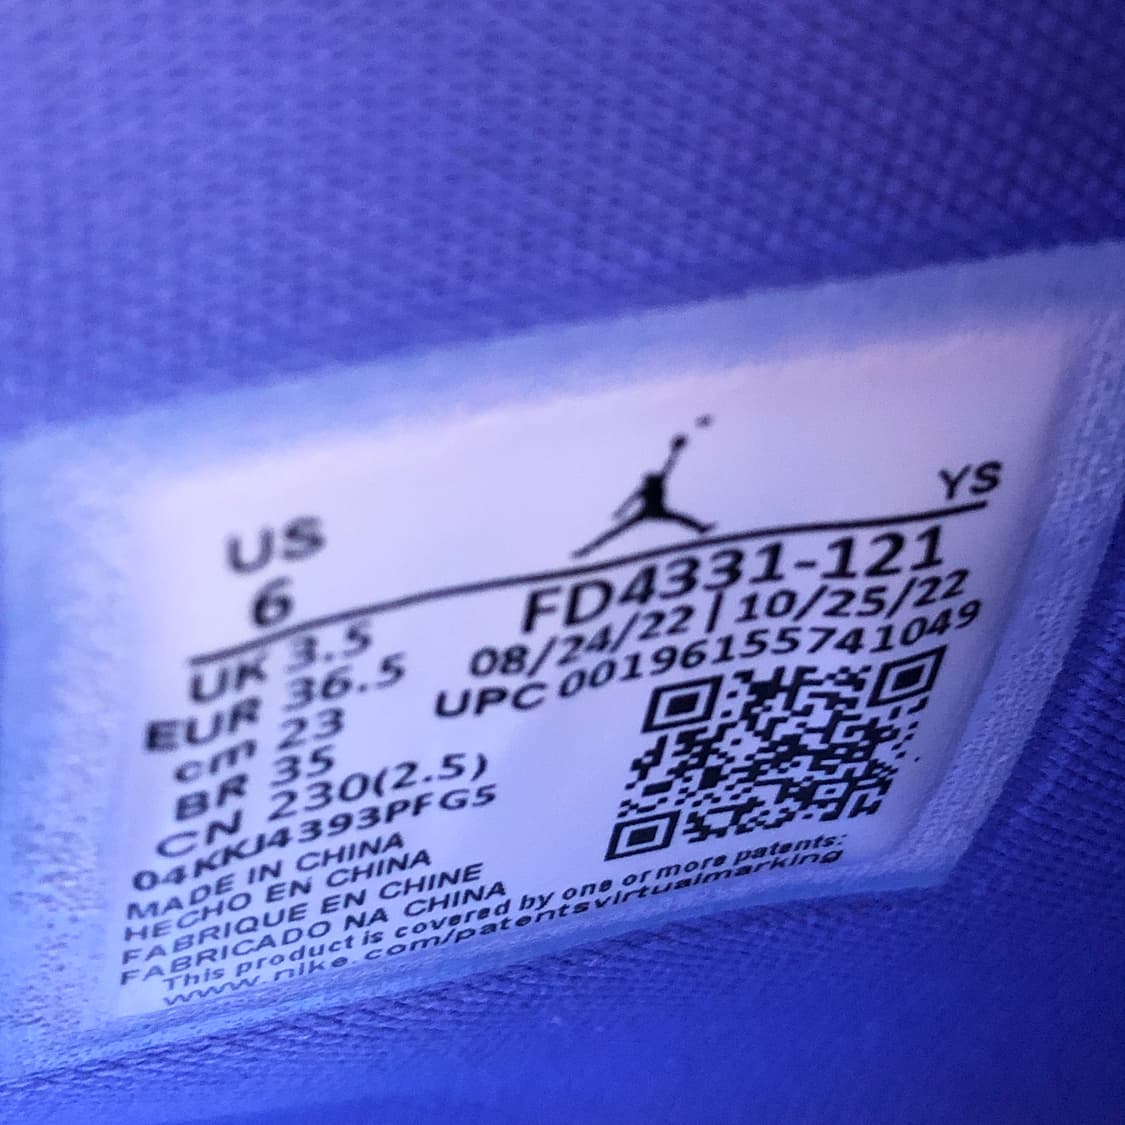 US
6
YS
UK 3.5
EUR 36.5
cm 23
BR 35
CN 230(2.5)
FD4331-121
08/24/22 | 10/25/22
UPC 00196155741049
04KKJ4393PFG5
MADE IN CHINA
HECHO EN CHINA
FABRIQUE EN CHINE
FABRICADO NA CHINA
This product is covered by one or more patents:
www.nike.com/patentsvirtualmarking